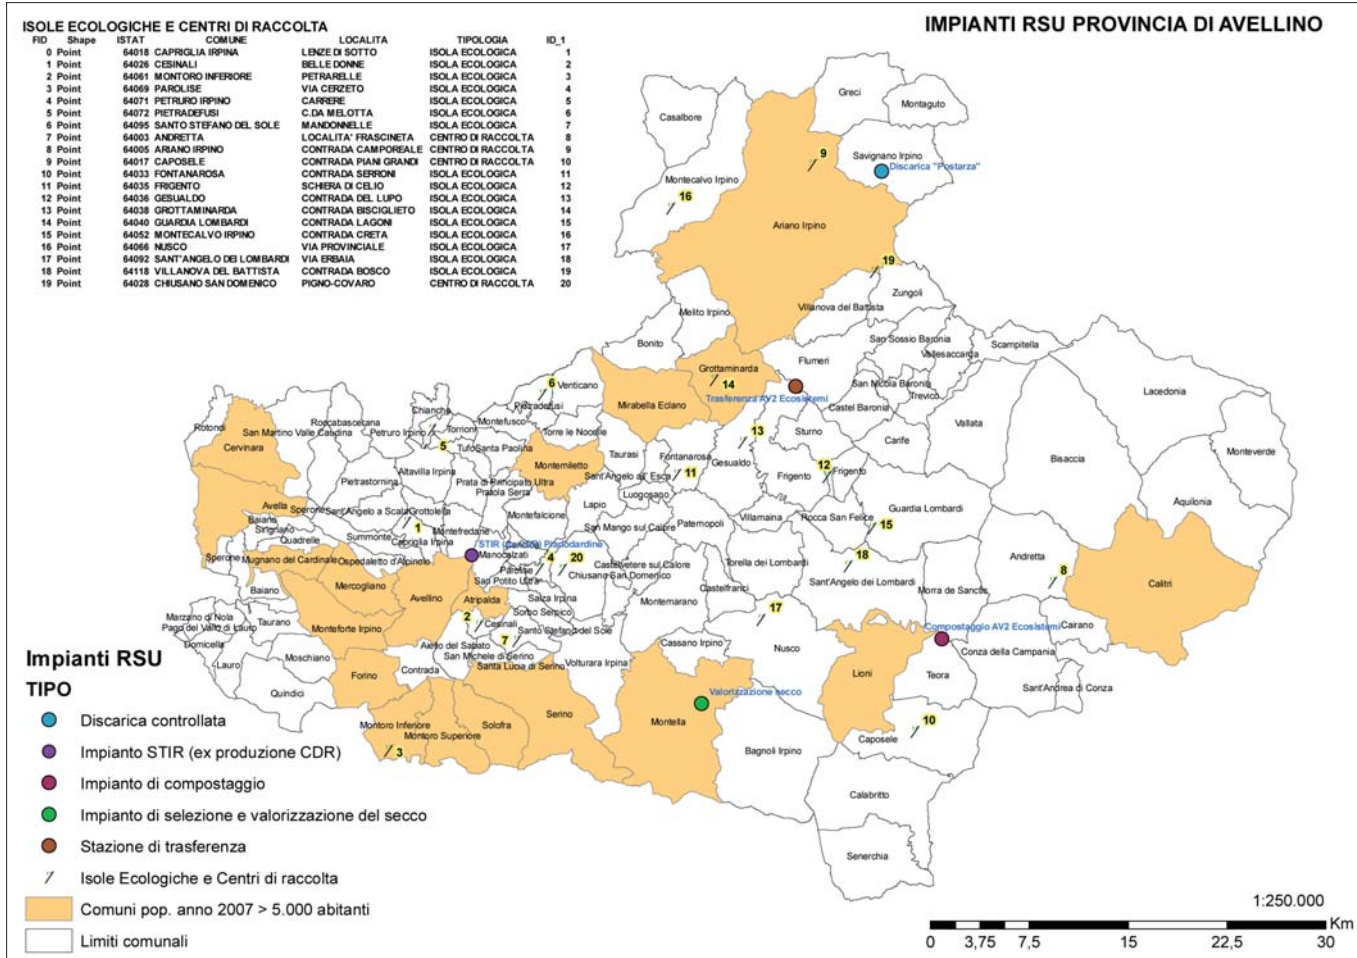 ISOLE ECOLOGICHE E CENTRI DI RACCOLTA
FID Shape ISTAT COMUNE LOCALITA TIPOLOGIA ID_1
0 Point 64018 CAPRIGLIA IRPINA LENZE DI SOTTO ISOLA ECOLOGICA 1
1 Point 64026 CESINALI BELLE DONNE ISOLA ECOLOGICA 2
2 Point 64061 MONTORO INFERIORE PETRARELLE ISOLA ECOLOGICA 3
3 Point 64069 PAROLISE VIA CERZETO ISOLA ECOLOGICA 4
4 Point 64071 PETRURO IRPINO CARRERE ISOLA ECOLOGICA 5
5 Point 64072 PIETRADEFUSI C.DA MELOTTA ISOLA ECOLOGICA 6
6 Point 64095 SANTO STEFANO DEL SOLE MANDONNELLE ISOLA ECOLOGICA 7
7 Point 64003 ANDRETTA LOCALITA' FRASCINETA CENTRO DI RACCOLTA 8
8 Point 64005 ARIANO IRPINO CONTRADA CAMPOREALE CENTRO DI RACCOLTA 9
9 Point 64017 CAPOSELE CONTRADA PIANI GRANDI CENTRO DI RACCOLTA 10
10 Point 64033 FONTANAROSA CONTRADA SERRONI ISOLA ECOLOGICA 11
11 Point 64035 FRIGENTO SCHIERA DI CELIO ISOLA ECOLOGICA 12
12 Point 64036 GESUALDO CONTRADA DEL LUPO ISOLA ECOLOGICA 13
13 Point 64038 GROTTAMINARDA CONTRADA BISCIGLIETO ISOLA ECOLOGICA 14
14 Point 64040 GUARDIA LOMBARDI CONTRADA LAGONI ISOLA ECOLOGICA 15
15 Point 64052 MONTECALVO IRPINO CONTRADA CRETA ISOLA ECOLOGICA 16
16 Point 64066 NUSCO VIA PROVINCIALE ISOLA ECOLOGICA 17
17 Point 64092 SANT'ANGELO DEI LOMBARDI VIA ERBAIA ISOLA ECOLOGICA 18
18 Point 64118 VILLANOVA DEL BATTISTA CONTRADA BOSCO ISOLA ECOLOGICA 19
19 Point 64028 CHIUSANO SAN DOMENICO PIGNO-COVARO CENTRO DI RACCOLTA 20
IMPIANTI RSU PROVINCIA DI AVELLINO
Greci
Montaguto
Casalbore
9
Savignano Irpino
Discarica "Postarza"
Montecalvo Irpino
16
Ariano Irpino
19
Zungoli
Villanova del Battista
Melito Irpino
Bonito
San Sossio Baronia
Vallesaccarda
Scampitella
Flumeri
Grottaminarda
14
Trasferenza AV2 Ecosistemi
San Nicola Baronia
Trevico
Castel Baronia
Lacedonia
6
Venticano
Pietradefusi
Mirabella Eclano
Chianche
Montefusco
Torrioni
Petruro Irpino
Roccabascerana
Rotondi
San Martino Valle Caudina
Cervinara
5
Tufo
Santa Paolina
Torre le Nocelle
13
Sturno
Carife
Vallata
Bisaccia
Monteverde
Taurasi
Fontanarosa
Gesualdo
12
Frigento
Frigento
11
Montemiletto
Altavilla Irpina
Pietrastornina
Prata di Principato Ultra
Pratola Serra
Sant'Angelo all' Esca
Luogosano
Lapio
Aquilonia
Avella
Sperone
Sant'Angelo a Scala
Grottolella
Baiano
Sirignano
Quadrelle
Summonte
1
Capriglia Irpina
Montefredane
Montefalcione
San Mango sul Calore
Paternopoli
Villamaina
Rocca San Felice
15
Guardia Lombardi
Sperone
Mugnano del Cardinale
Ospedaletto d'Alpinolo
Manocalzati
4
20
Chiusano San Domenico
Castelvetere sul Calore
Torella dei Lombardi
18
Sant'Angelo dei Lombardi
Andretta
8
Calitri
Baiano
Mercogliano
Parolise
San Potito Ultra
Avellino
Atripalda
Salza Irpina
Sorbo Serpico
Montemarano
Castelfranci
Morra de Sanctis
Marzano di Nola
Pago del Vallo di Lauro
Taurano
Domicella
Monteforte Irpino
2
Cesinali
7
Santo Stefano del Sole
Aiello del Sabato
San Michele di Serino
Santa Lucia di Serino
Volturara Irpina
Cassano Irpino
17
Nusco
Compostaggio AV2 Ecosistemi
Cairano
Conza della Campania
Lauro
Moschiano
Quindici
Forino
Contrada
Lioni
Teora
Sant'Andrea di Conza
Montoro Inferiore
Montoro Superiore
Solofra
Serino
Montella
Valorizzazione secco
3
10
Caposele
Bagnoli Irpino
Calabritto
Senerchia
Impianti RSU
TIPO
Discarica controllata
Impianto STIR (ex produzione CDR)
Impianto di compostaggio
Impianto di selezione e valorizzazione del secco
Stazione di trasferenza
Isole Ecologiche e Centri di raccolta
Comuni pop. anno 2007 > 5.000 abitanti
Limiti comunali
1:250.000
Km
0 3,75 7,5 15 22,5 30